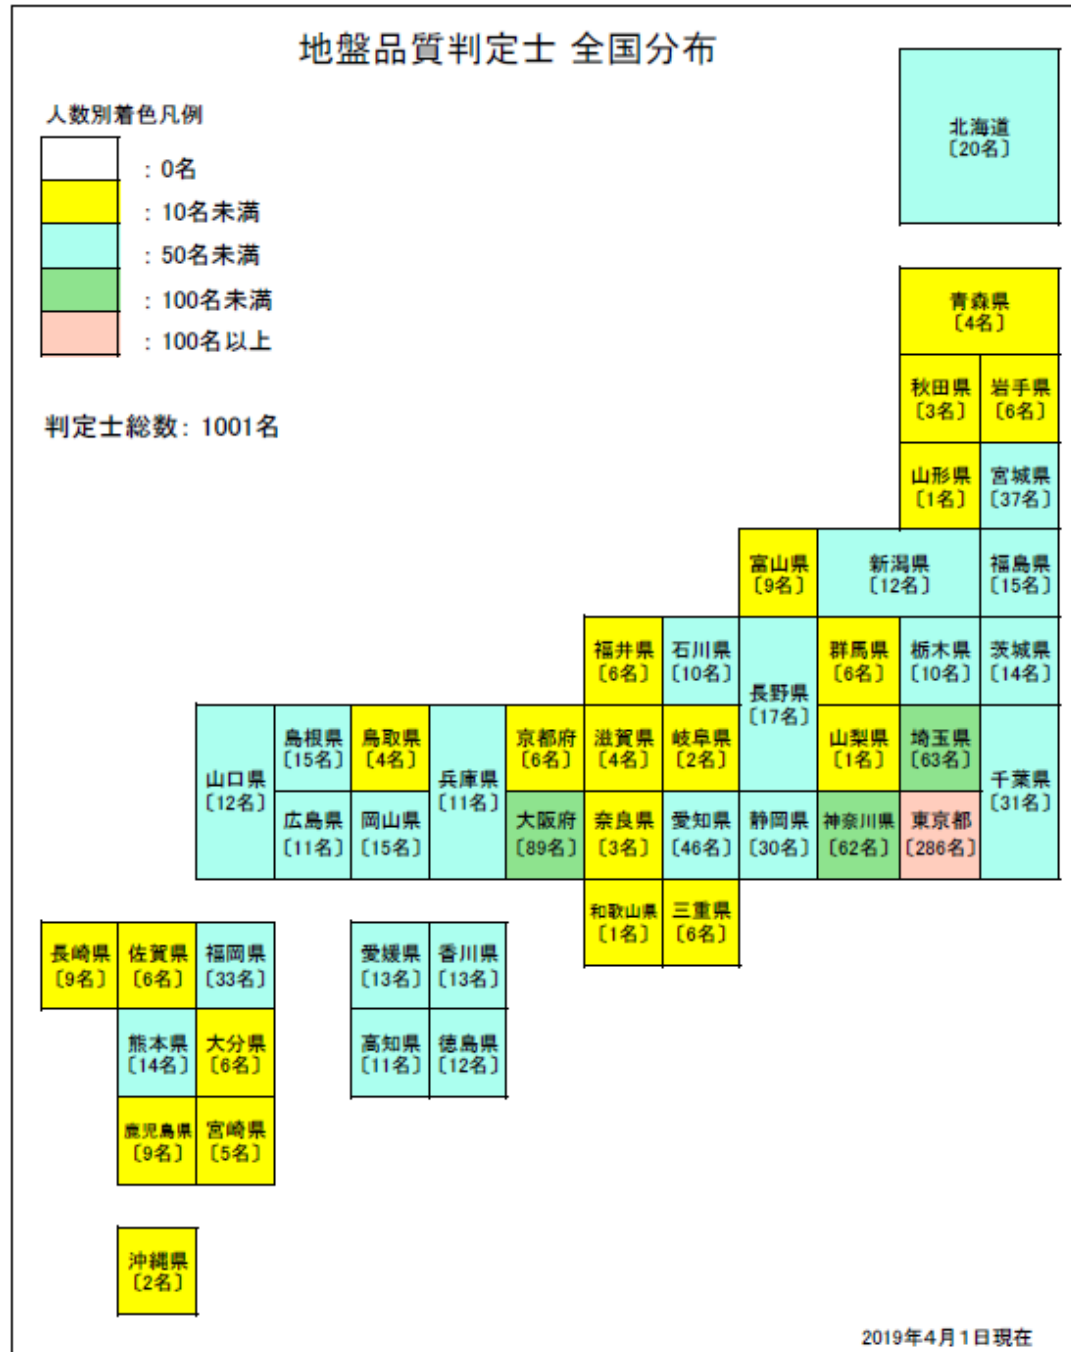 地盤品質判定士 全国分布
人数別着色凡例
：0名
：10名未満
：50名未満
：100名未満
：100名以上
判定士総数：1001名
北海道
〔20名〕
青森県
〔4名〕
秋田県
〔3名〕
岩手県
〔6名〕
山形県
〔1名〕
宮城県
〔37名〕
富山県
〔9名〕
新潟県
〔12名〕
福島県
〔15名〕
福井県
〔6名〕
石川県
〔10名〕
長野県
〔17名〕
群馬県
〔6名〕
栃木県
〔10名〕
茨城県
〔14名〕
山口県
〔12名〕
島根県
〔15名〕
鳥取県
〔4名〕
兵庫県
〔11名〕
京都府
〔6名〕
滋賀県
〔4名〕
岐阜県
〔2名〕
山梨県
〔1名〕
埼玉県
〔63名〕
千葉県
〔31名〕
広島県
〔11名〕
岡山県
〔15名〕
大阪府
〔89名〕
奈良県
〔3名〕
愛知県
〔46名〕
静岡県
〔30名〕
神奈川県
〔62名〕
東京都
〔286名〕
和歌山県
〔1名〕
三重県
〔6名〕
長崎県
〔9名〕
佐賀県
〔6名〕
福岡県
〔33名〕
愛媛県
〔13名〕
香川県
〔13名〕
熊本県
〔14名〕
大分県
〔6名〕
高知県
〔11名〕
徳島県
〔12名〕
鹿児島県
〔9名〕
宮崎県
〔5名〕
沖縄県
〔2名〕
2019年4月1日現在